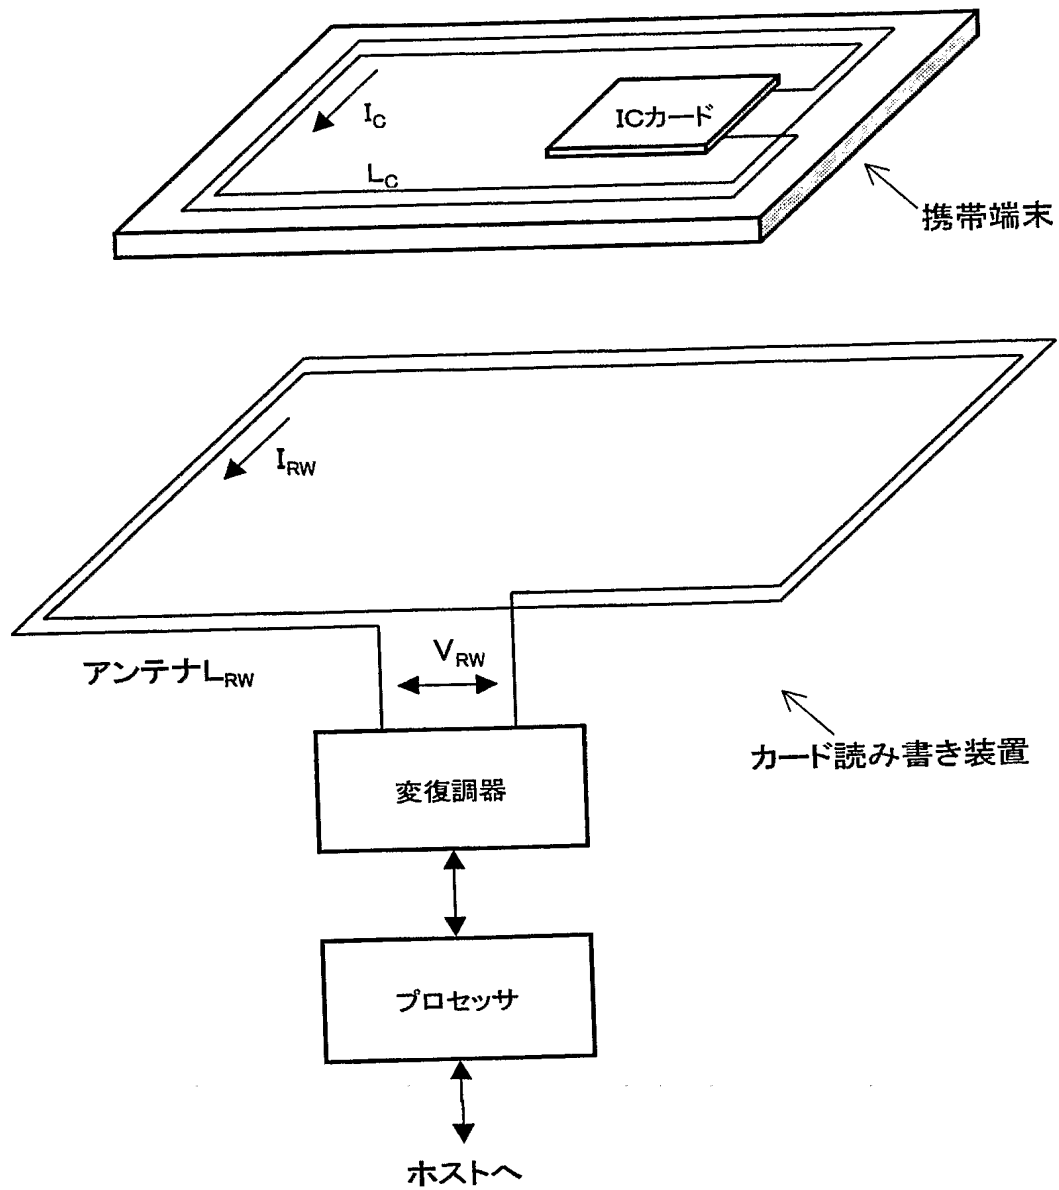 ICカード
I_C
L_C
携帯端末
I_RW
アンテナL_RW
V_RW
カード読み書き装置
変復調器
プロセッサ
ホストへ